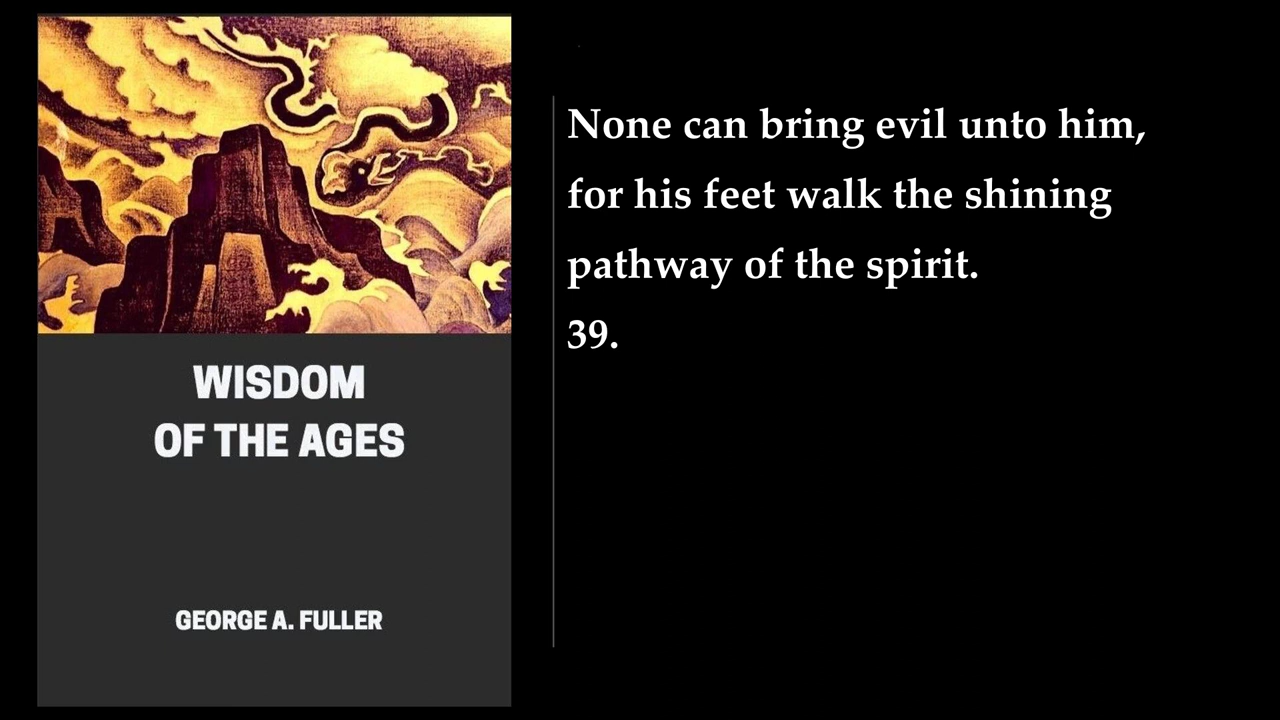 WISDOM
OF THE AGES
GEORGE A. FULLER
None can bring evil unto him,
for his feet walk the shining
pathway of the spirit.
39.